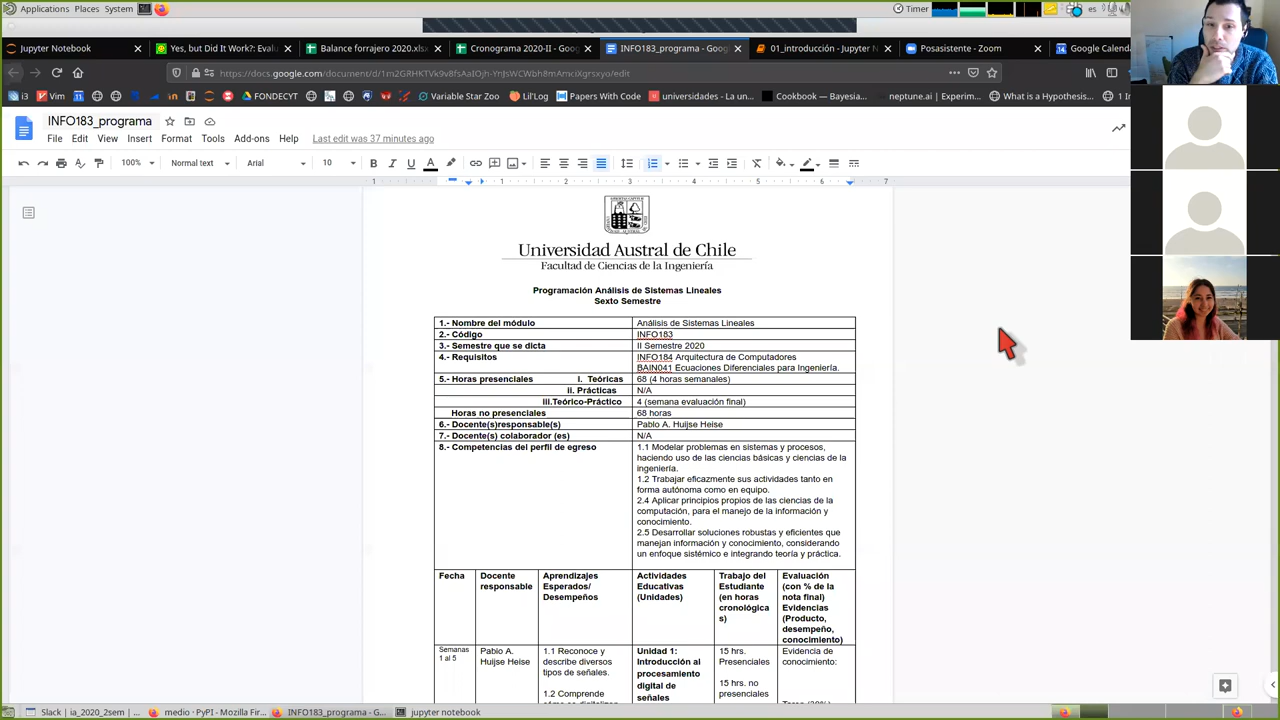 Applications Places System
Timer
es
Jupyter Notebook
Yes, but Did It Work?: Evalu
Balance forrajero 2020.xls
Cronograma 2020-II - Goo
INFO183_programa - Goog
01_introducción - Jupyter N
Posasistente - Zoom
Google Calenda
i3
Vim
FONDECYT
Variable Star Zoo
Lil'Log
Papers With Code
universidades - La un...
Cookbook — Bayesia...
neptune.ai | Experim...
What is a Hypothesis...
INFO183_programa
File Edit View Insert Format Tools Add-ons Help
Last edit was 37 minutes ago
100%
Normal text
Arial
10
B I U A
1 1 2 3 4 5 6 7
Universidad Austral de Chile
Facultad de Ciencias de la Ingeniería
Programación Análisis de Sistemas Lineales
Sexto Semestre
1.- Nombre del módulo Análisis de Sistemas Lineales
2.- Código INFO183
3.- Semestre que se dicta II Semestre 2020
4.- Requisitos INFO184 Arquitectura de Computadores
BAIN041 Ecuaciones Diferenciales para Ingeniería.
5.- Horas presenciales i. Teóricas 68 (4 horas semanales)
ii. Prácticas N/A
iii.Teórico-Práctico 4 (semana evaluación final)
Horas no presenciales 68 horas
6.- Docente(s)responsable(s) Pablo A. Huijse Heise
7.- Docente(s) colaborador (es) N/A
8.- Competencias del perfil de egreso 1.1 Modelar problemas en sistemas y procesos,
haciendo uso de las ciencias básicas y ciencias de la
ingeniería.
1.2 Trabajar eficazmente sus actividades tanto en
forma autónoma como en equipo.
2.4 Aplicar principios propios de las ciencias de la
computación, para el manejo de la información y
conocimiento.
2.5 Desarrollar soluciones robustas y eficientes que
manejan información y conocimiento, considerando
un enfoque sistémico e integrando teoría y práctica.
Fecha
Docente
responsable
Aprendizajes
Esperados/
Desempeños
Actividades
Educativas
(Unidades)
Trabajo del
Estudiante
(en horas
cronológica
s)
Evaluación
(con % de la
nota final)
Evidencias
(Producto,
desempeño,
conocimiento)
Semanas
1 al 5
Pablo A.
Huijse Heise
1.1 Reconoce y
describe diversos
tipos de señales.
1.2 Comprende
Unidad 1:
Introducción al
procesamiento
digital de
señales
15 hrs.
Presenciales
15 hrs. no
presenciales
Evidencia de
conocimiento:
Slack | ia_2020_2sem
medio · PyPI - Mozilla Fir...
INFO183_programa - G...
jupyter notebook